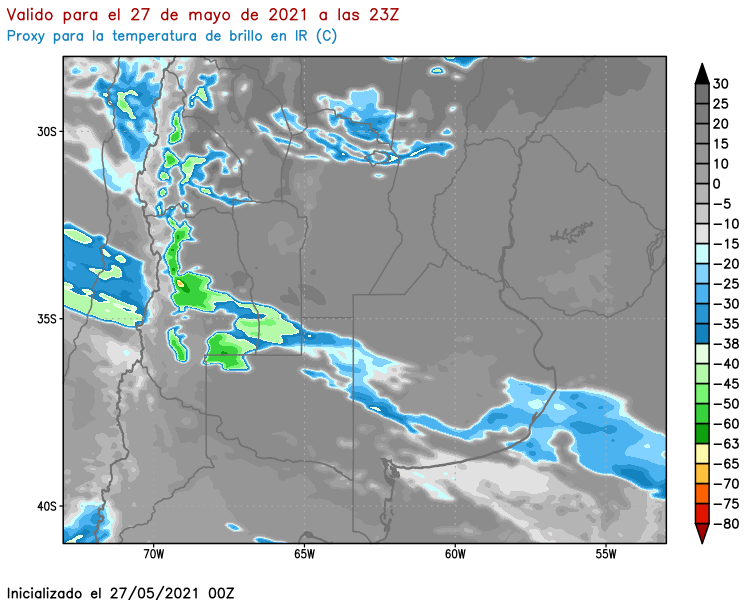 Valido para el 27 de mayo de 2021 a las 23Z
Proxy para la temperatura de brillo en IR (C)
30S
35S
40S
70W
65W
60W
55W
30
25
20
15
10
0
−5
−10
−15
−20
−25
−30
−35
−38
−40
−45
−50
−60
−63
−65
−70
−75
−80
Inicializado el 27/05/2021 00Z